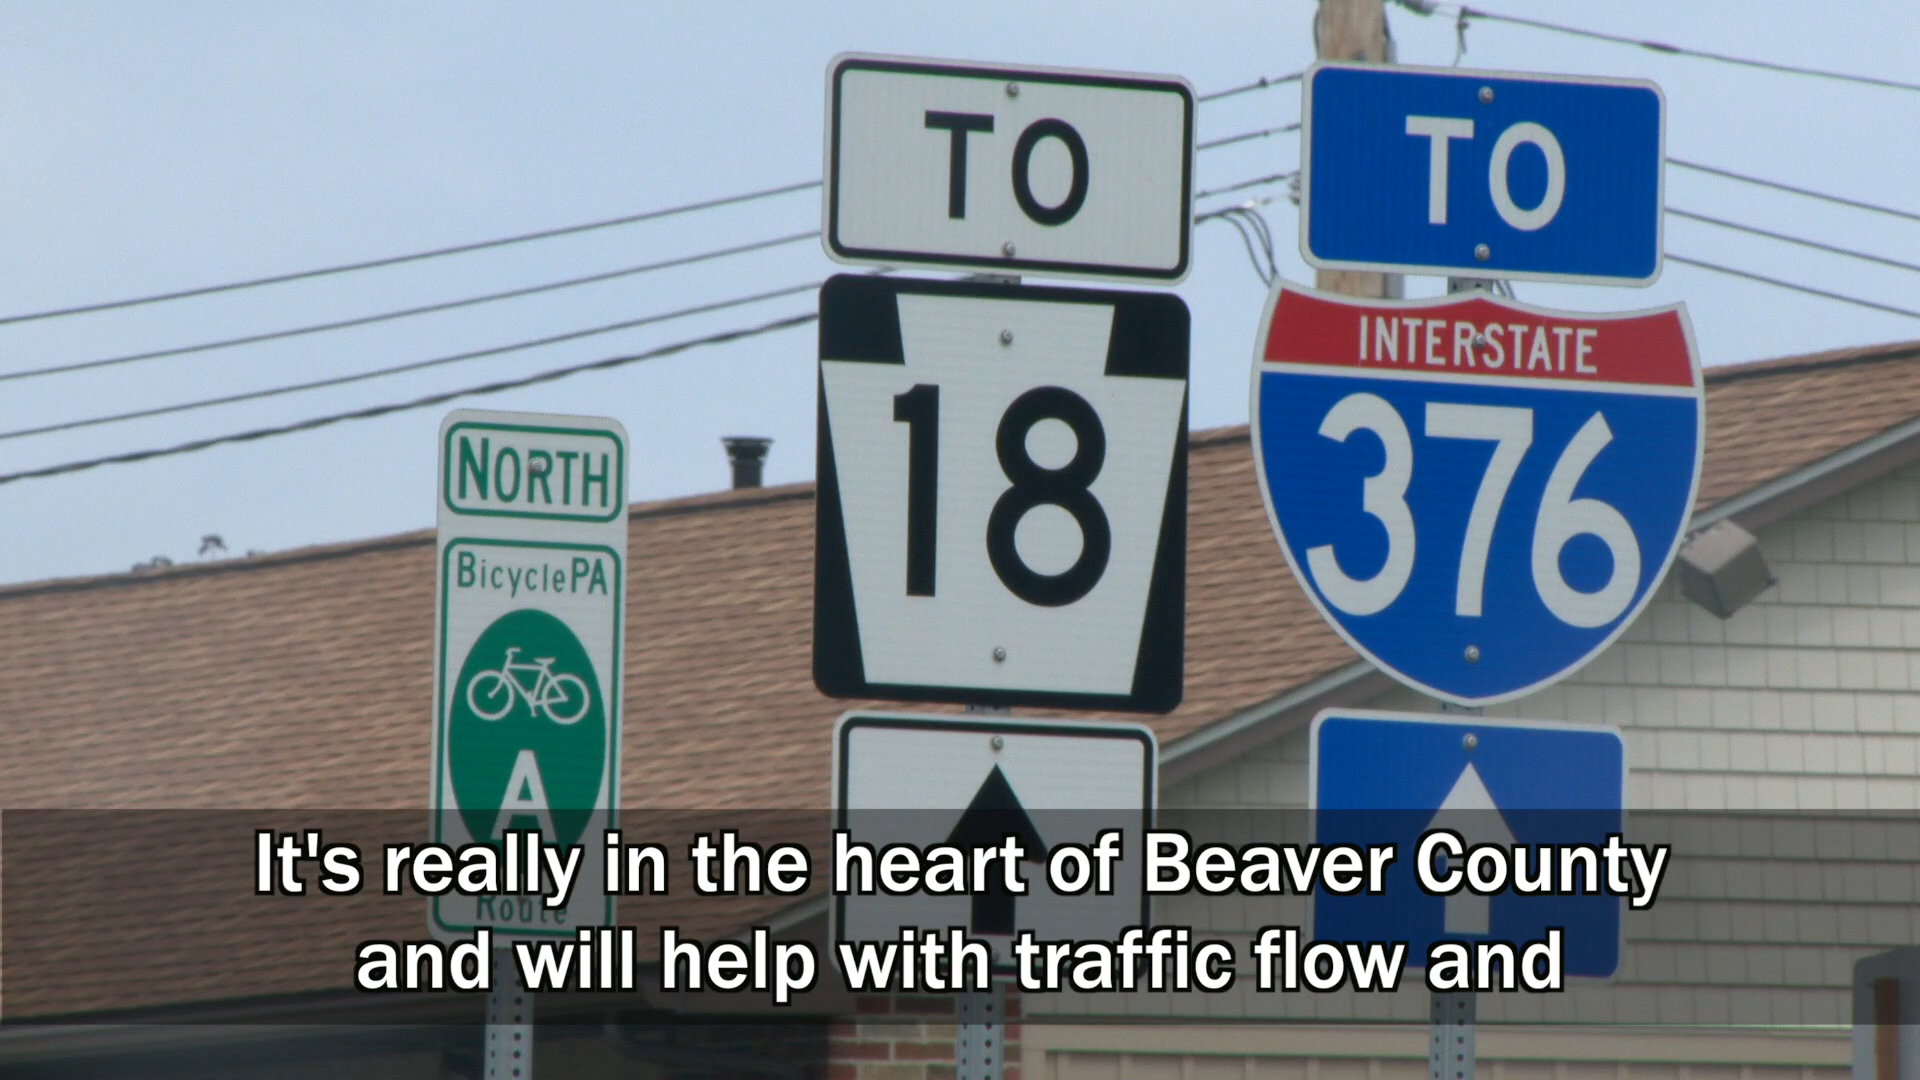 TO
18
TO
INTERSTATE
376
NORTH
BicyclePA
A
Route
It's really in the heart of Beaver County
and will help with traffic flow and